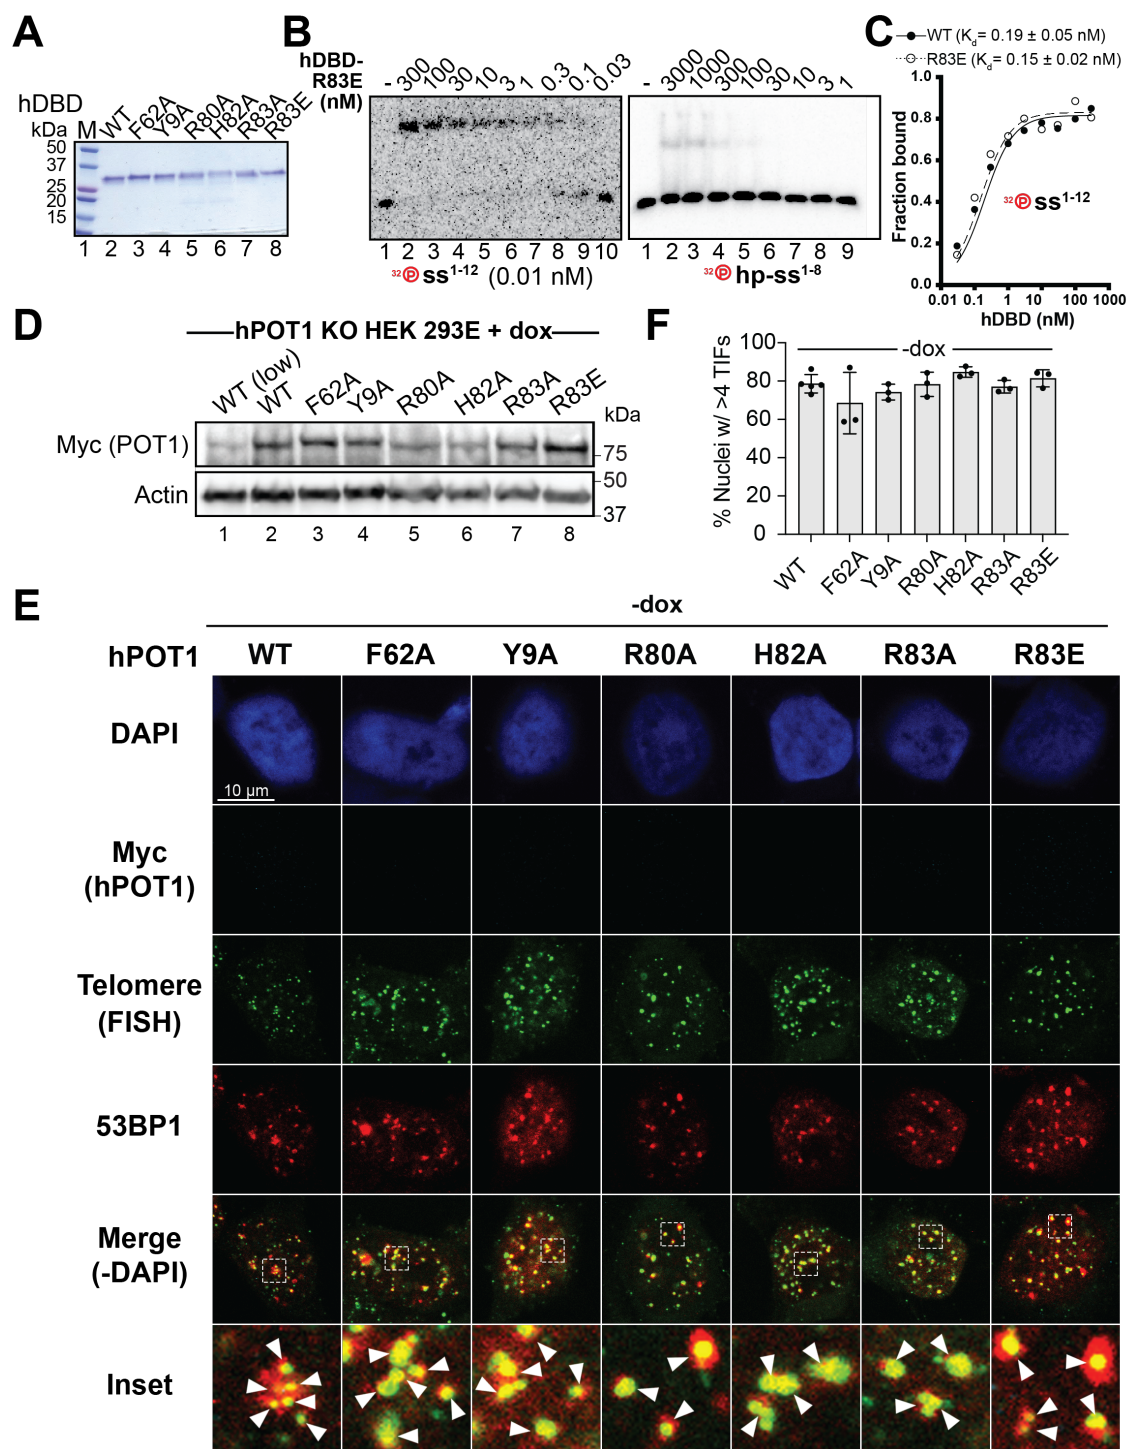 A
hDBD
kDa
M
WT
F62A
Y9A
R80A
H82A
R83A
R83E
50
37
25
20
15
1 2 3 4 5 6 7 8
B
hDBD-
R83E
(nM)
- 300 100 30 10 3 1 0.3 0.1 0.03
- 3000 1000 300 100 30 10 3 1
1 2 3 4 5 6 7 8 9 10
1 2 3 4 5 6 7 8 9
32 P ss1-12 (0.01 nM)
32 P hp-ss1-8
C
WT (Kd= 0.19 ± 0.05 nM)
R83E (Kd= 0.15 ± 0.02 nM)
Fraction bound
1.0
0.8
0.6
0.4
0.2
0.0
32 P ss1-12
0.01 0.1 1 10 100 1000
hDBD (nM)
D
hPOT1 KO HEK 293E + dox
WT (low)
WT
F62A
Y9A
R80A
H82A
R83A
R83E
kDa
Myc (POT1)
75
Actin
50
37
1 2 3 4 5 6 7 8
F
-dox
% Nuclei w/ >4 TIFs
100
80
60
40
20
0
WT
F62A
Y9A
R80A
H82A
R83A
R83E
E
-dox
hPOT1 WT F62A Y9A R80A H82A R83A R83E
DAPI
10 µm
Myc
(hPOT1)
Telomere
(FISH)
53BP1
Merge
(-DAPI)
Inset